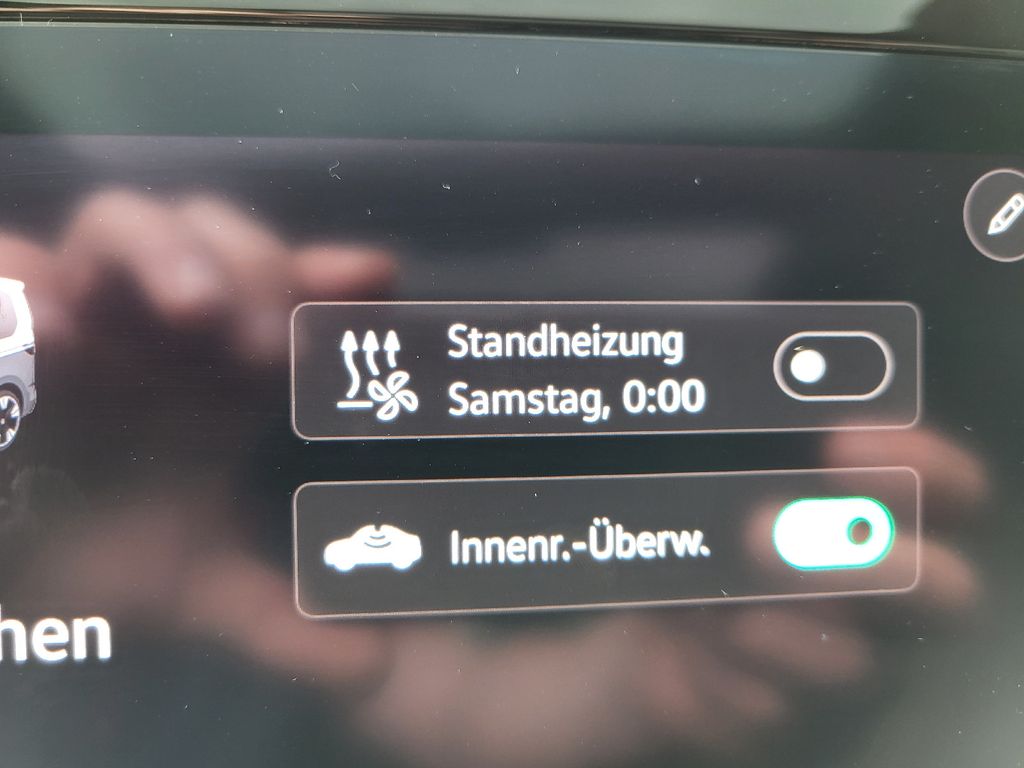 Standheizung
Samstag, 0:00
Innenr.-Überw.
hen